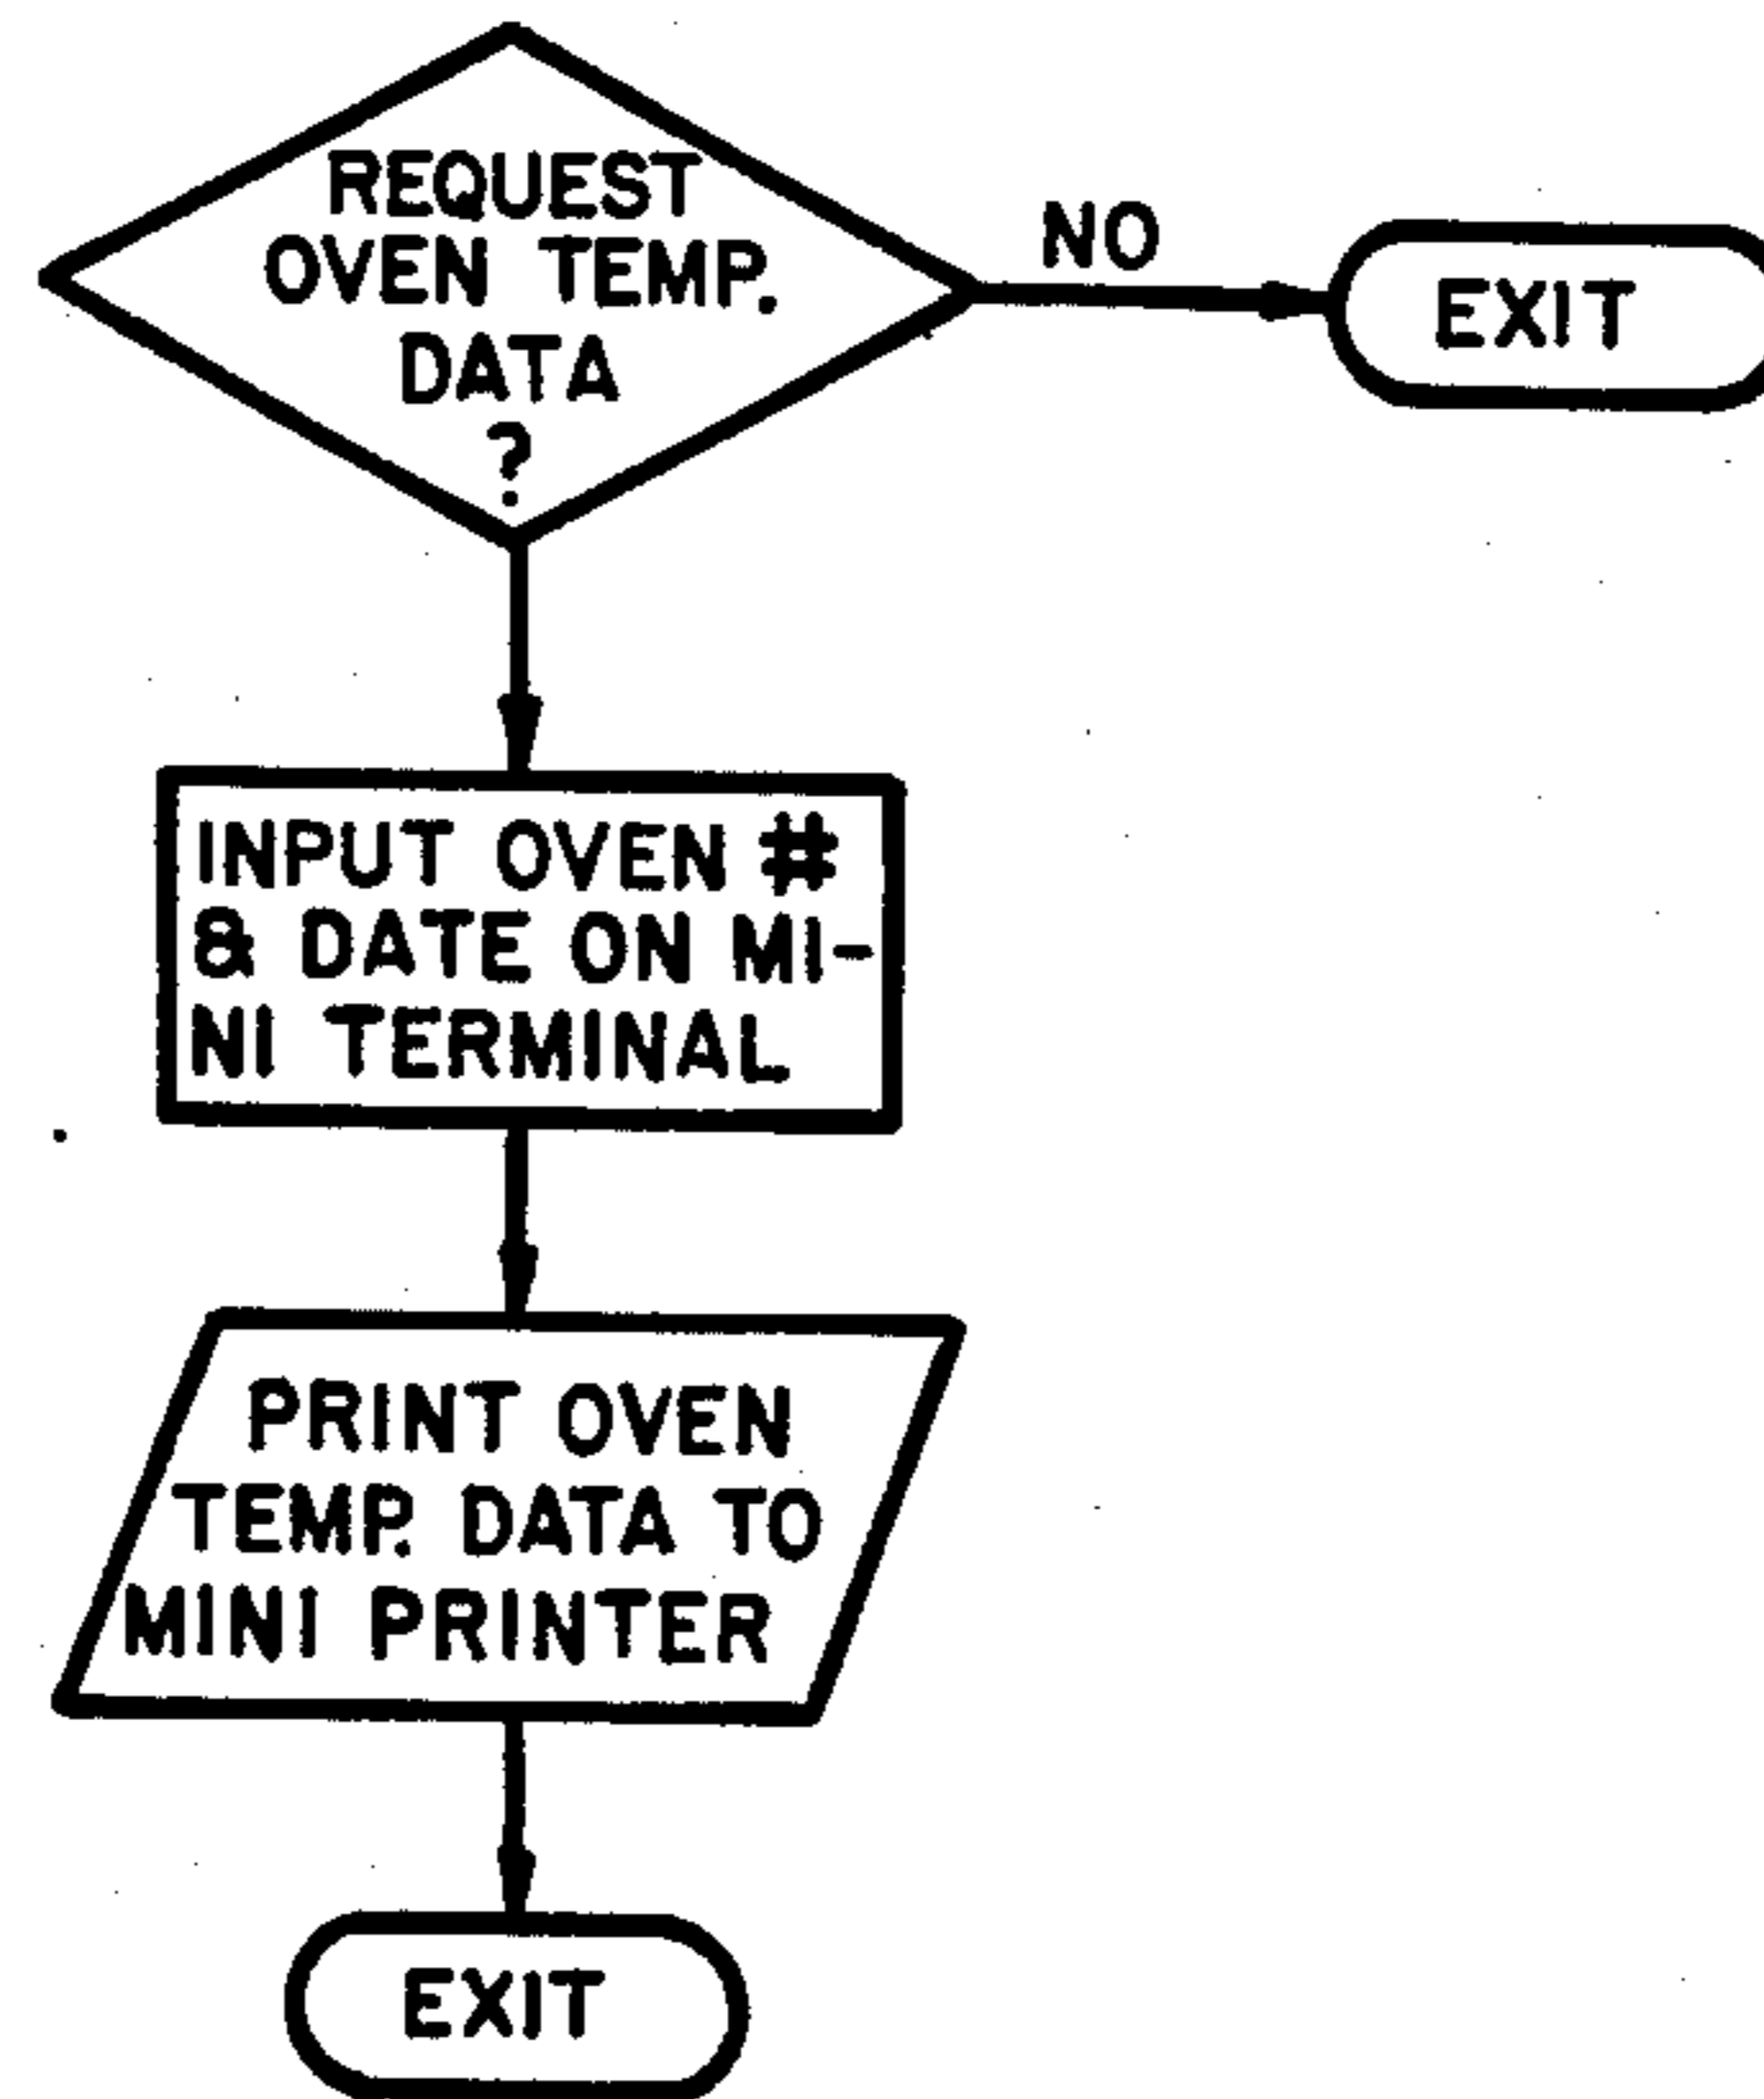 REQUEST
OVEN TEMP.
DATA
?
NO
EXIT
INPUT OVEN #
& DATE ON MI-
NI TERMINAL
PRINT OVEN
TEMP. DATA TO
MINI PRINTER
EXIT